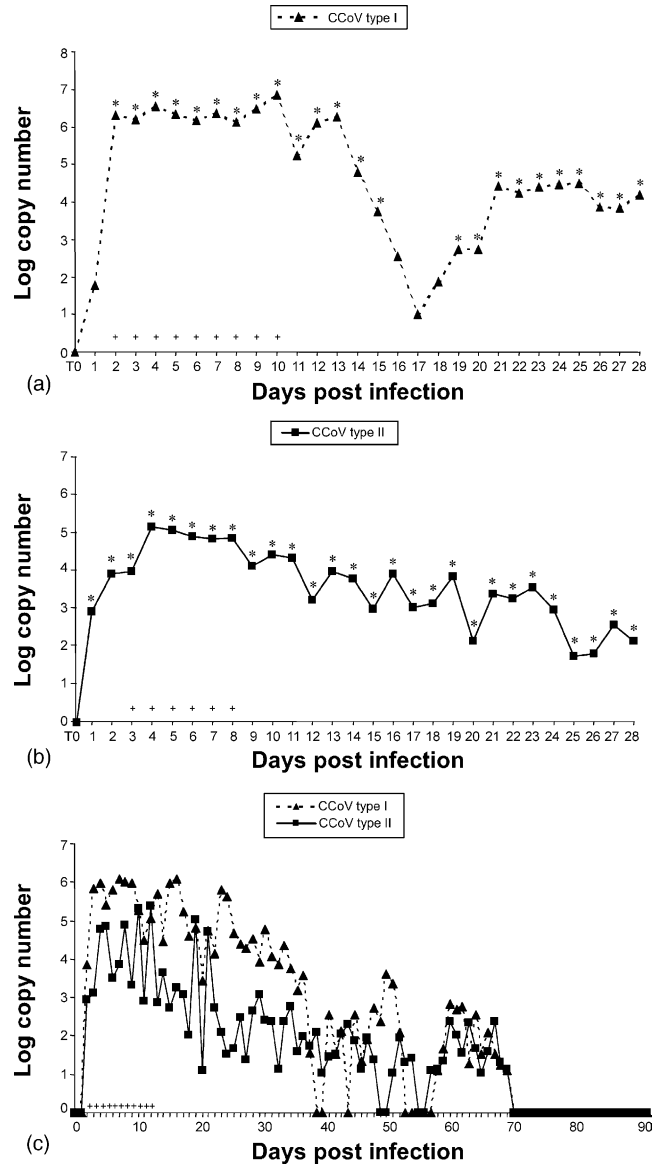 CCoV type I
8
7
6
5
4
3
2
1
0
Log copy number
* * * * * * * * * * * * * * * * * * * * * * * *
+ + + + + + + + +
T0 1 2 3 4 5 6 7 8 9 10 11 12 13 14 15 16 17 18 19 20 21 22 23 24 25 26 27 28
(a) Days post infection
CCoV type II
7
6
5
4
3
2
1
0
Log copy number
* * * * * * * * * * * * * * * * * * * * * * * * * * * *
+ + + + + +
T0 1 2 3 4 5 6 7 8 9 10 11 12 13 14 15 16 17 18 19 20 21 22 23 24 25 26 27 28
(b) Days post infection
CCoV type I
CCoV type II
7
6
5
4
3
2
1
0
Log copy number
+++++++++++
0 10 20 30 40 50 60 70 80 90
(c) Days post infection